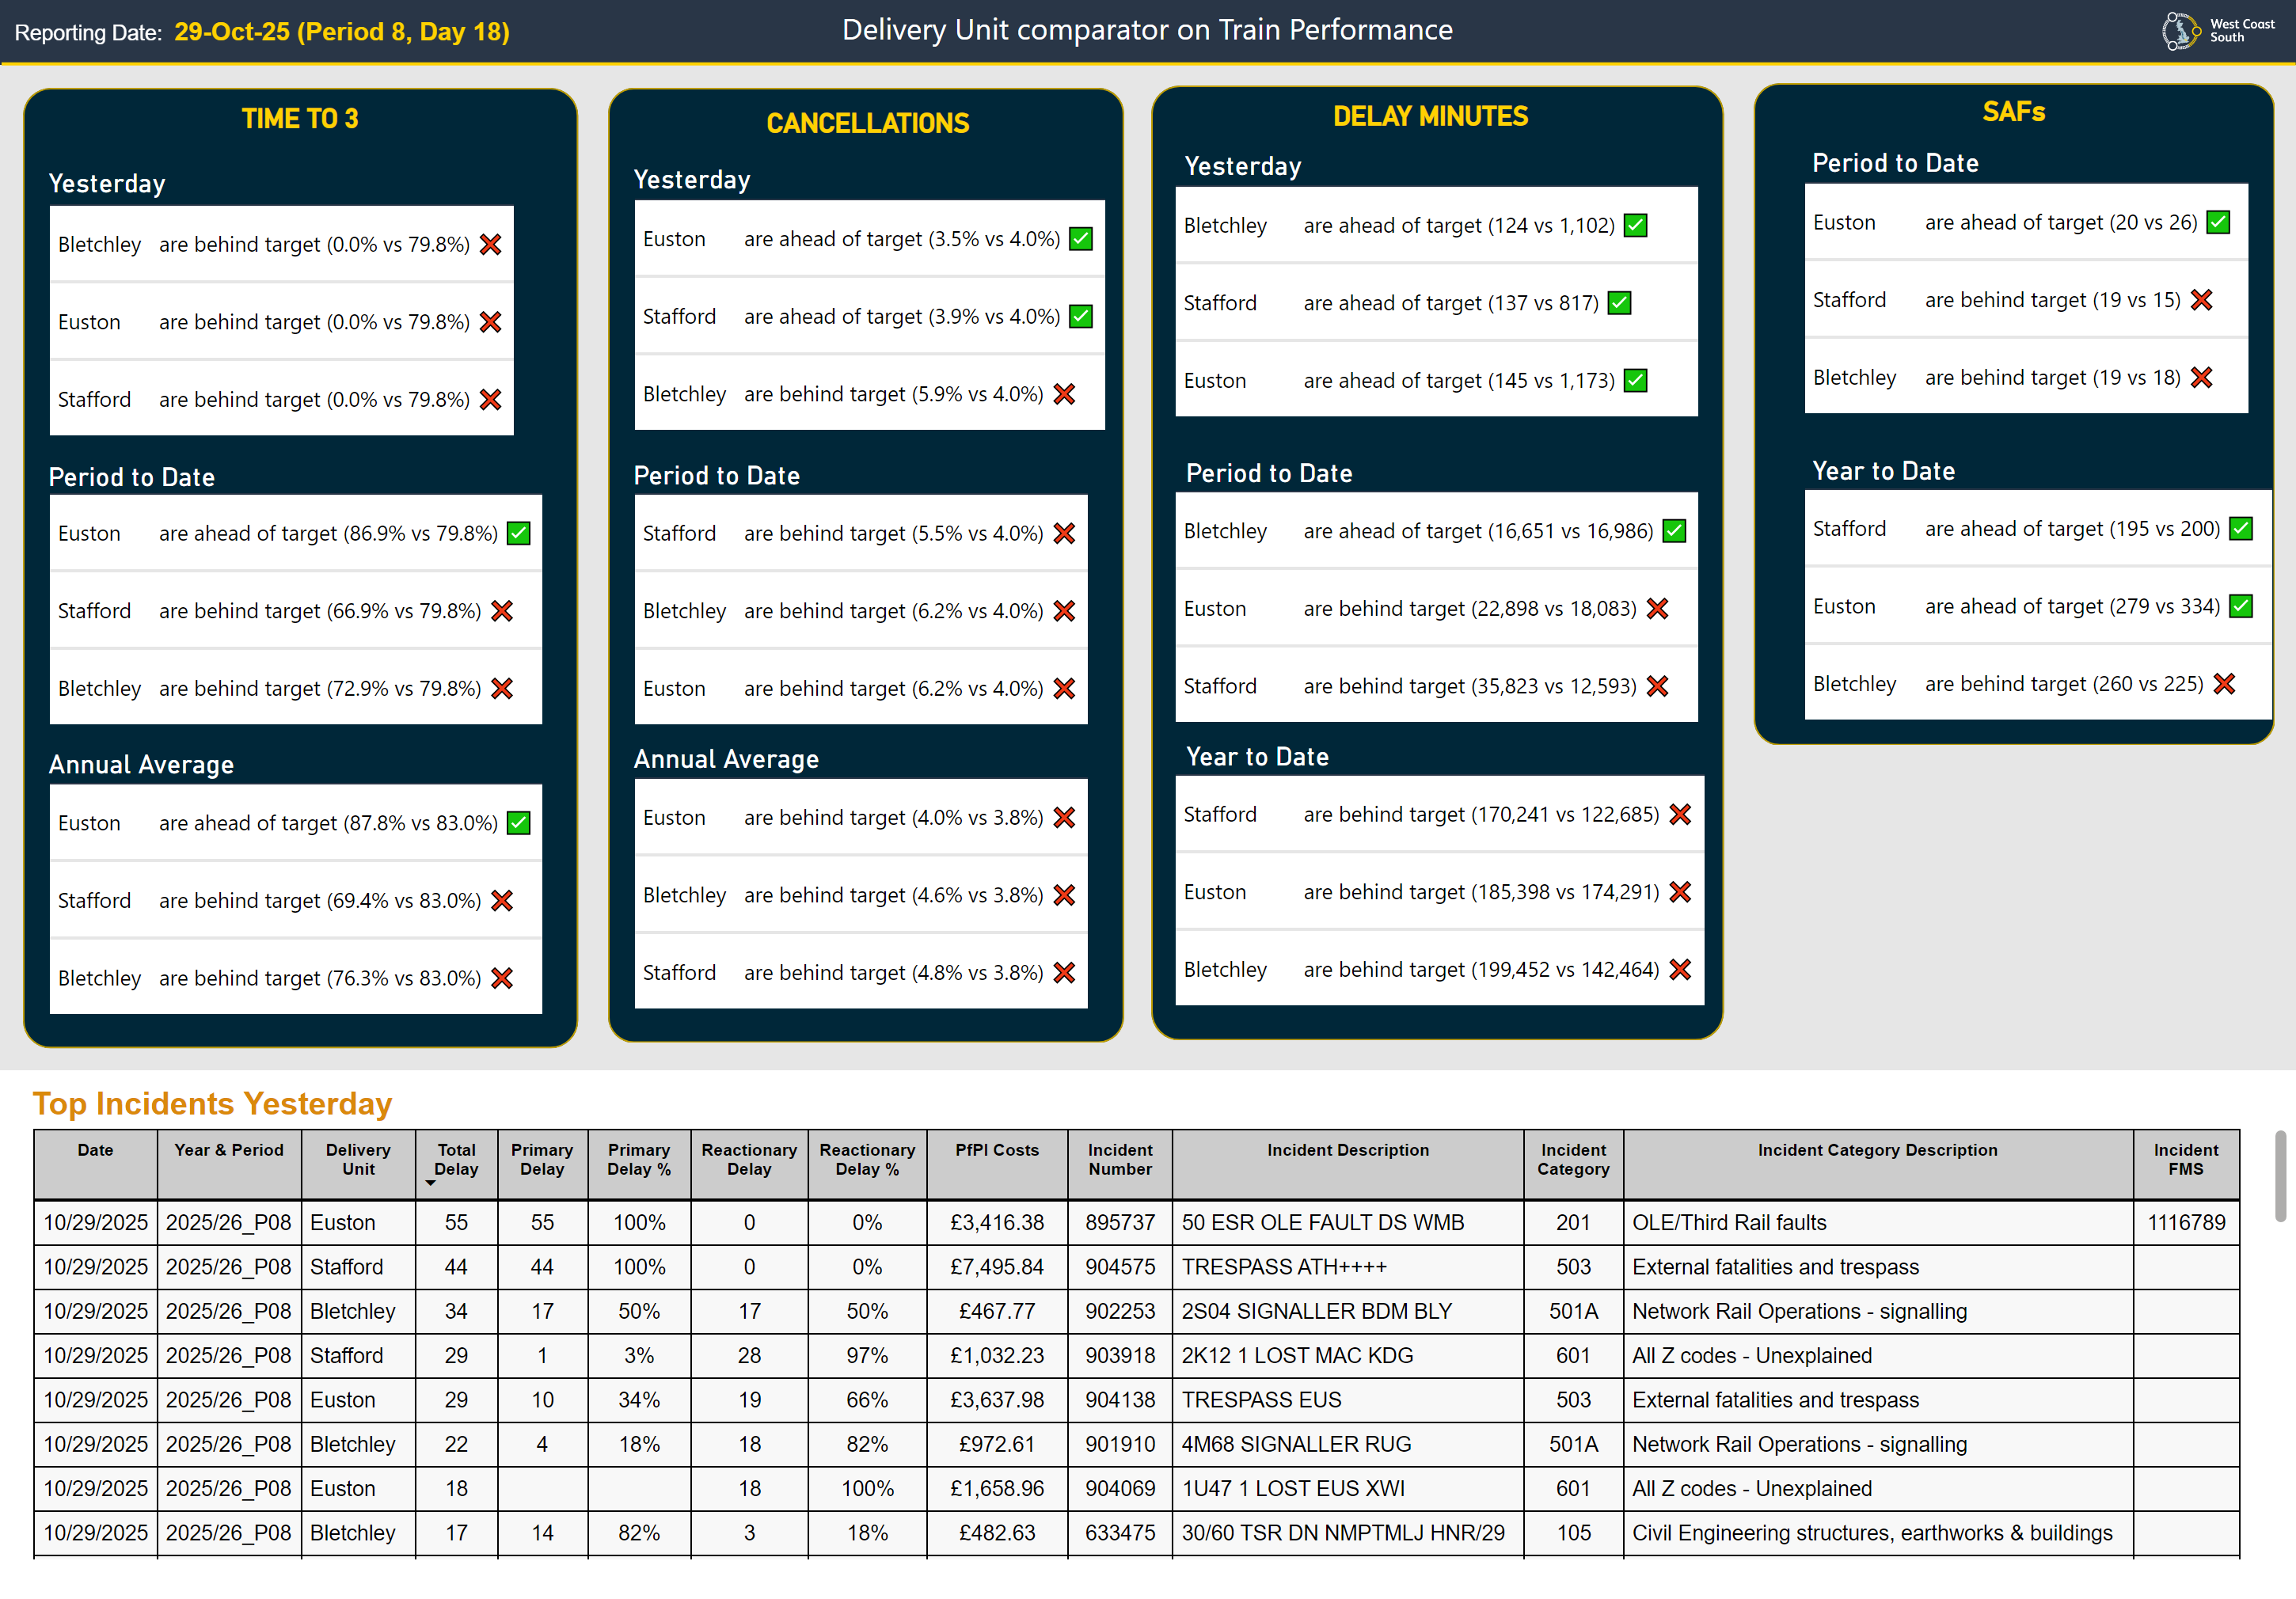 Reporting Date: 29-Oct-25 (Period 8, Day 18)
Delivery Unit comparator on Train Performance
West Coast
South
TIME TO 3
Yesterday
Bletchley are behind target (0.0% vs 79.8%) ❌
Euston are behind target (0.0% vs 79.8%) ❌
Stafford are behind target (0.0% vs 79.8%) ❌
Period to Date
Euston are ahead of target (86.9% vs 79.8%) ✅
Stafford are behind target (66.9% vs 79.8%) ❌
Bletchley are behind target (72.9% vs 79.8%) ❌
Annual Average
Euston are ahead of target (87.8% vs 83.0%) ✅
Stafford are behind target (69.4% vs 83.0%) ❌
Bletchley are behind target (76.3% vs 83.0%) ❌
CANCELLATIONS
Yesterday
Euston are ahead of target (3.5% vs 4.0%) ✅
Stafford are ahead of target (3.9% vs 4.0%) ✅
Bletchley are behind target (5.9% vs 4.0%) ❌
Period to Date
Stafford are behind target (5.5% vs 4.0%) ❌
Bletchley are behind target (6.2% vs 4.0%) ❌
Euston are behind target (6.2% vs 4.0%) ❌
Annual Average
Euston are behind target (4.0% vs 3.8%) ❌
Bletchley are behind target (4.6% vs 3.8%) ❌
Stafford are behind target (4.8% vs 3.8%) ❌
DELAY MINUTES
Yesterday
Bletchley are ahead of target (124 vs 1,102) ✅
Stafford are ahead of target (137 vs 817) ✅
Euston are ahead of target (145 vs 1,173) ✅
Period to Date
Bletchley are ahead of target (16,651 vs 16,986) ✅
Euston are behind target (22,898 vs 18,083) ❌
Stafford are behind target (35,823 vs 12,593) ❌
Year to Date
Stafford are behind target (170,241 vs 122,685) ❌
Euston are behind target (185,398 vs 174,291) ❌
Bletchley are behind target (199,452 vs 142,464) ❌
SAFs
Period to Date
Euston are ahead of target (20 vs 26) ✅
Stafford are behind target (19 vs 15) ❌
Bletchley are behind target (19 vs 18) ❌
Year to Date
Stafford are ahead of target (195 vs 200) ✅
Euston are ahead of target (279 vs 334) ✅
Bletchley are behind target (260 vs 225) ❌
Top Incidents Yesterday
Date Year & Period Delivery Unit Total Delay Primary Delay Primary Delay % Reactionary Delay Reactionary Delay % PfPI Costs Incident Number Incident Description Incident Category Incident Category Description Incident FMS
10/29/2025 2025/26_P08 Euston 55 55 100% 0 0% £3,416.38 895737 50 ESR OLE FAULT DS WMB 201 OLE/Third Rail faults 1116789
10/29/2025 2025/26_P08 Stafford 44 44 100% 0 0% £7,495.84 904575 TRESPASS ATH++++ 503 External fatalities and trespass
10/29/2025 2025/26_P08 Bletchley 34 17 50% 17 50% £467.77 902253 2S04 SIGNALLER BDM BLY 501A Network Rail Operations - signalling
10/29/2025 2025/26_P08 Stafford 29 1 3% 28 97% £1,032.23 903918 2K12 1 LOST MAC KDG 601 All Z codes - Unexplained
10/29/2025 2025/26_P08 Euston 29 10 34% 19 66% £3,637.98 904138 TRESPASS EUS 503 External fatalities and trespass
10/29/2025 2025/26_P08 Bletchley 22 4 18% 18 82% £972.61 901910 4M68 SIGNALLER RUG 501A Network Rail Operations - signalling
10/29/2025 2025/26_P08 Euston 18 18 100% £1,658.96 904069 1U47 1 LOST EUS XWI 601 All Z codes - Unexplained
10/29/2025 2025/26_P08 Bletchley 17 14 82% 3 18% £482.63 633475 30/60 TSR DN NMPTMLJ HNR/29 105 Civil Engineering structures, earthworks & buildings